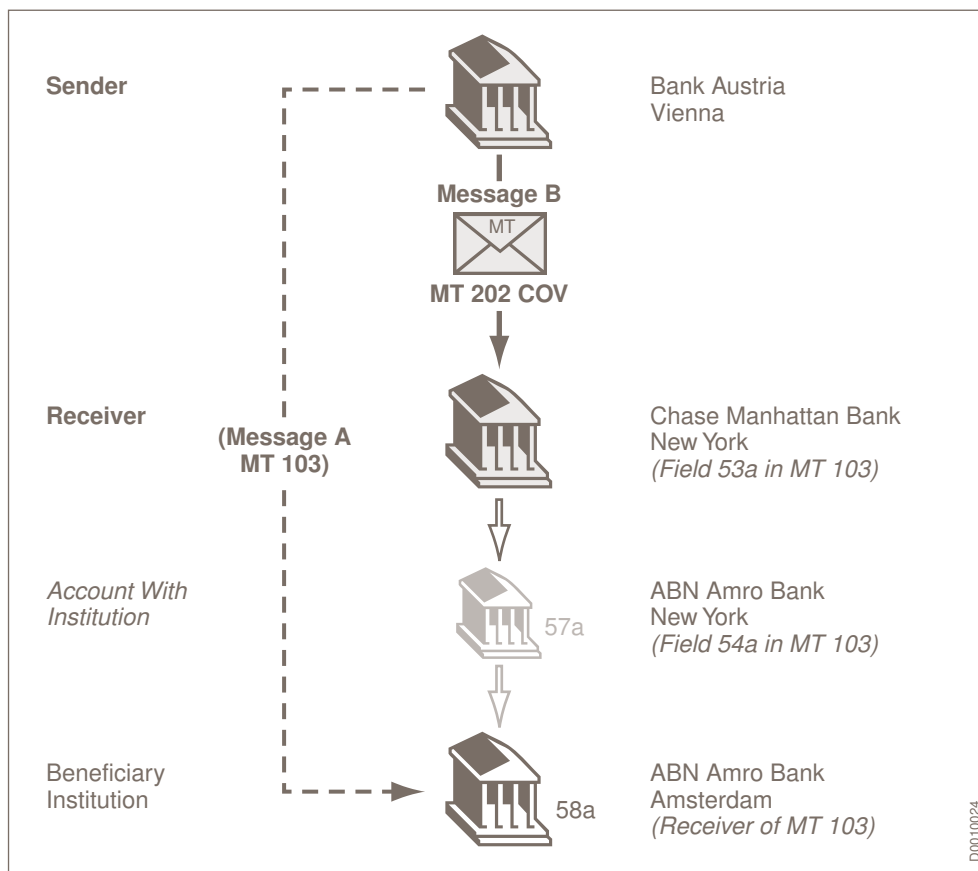 Sender
Bank Austria
Vienna
Message B
MT
MT 202 COV
Receiver
(Message A
MT 103)
Chase Manhattan Bank
New York
(Field 53a in MT 103)
Account With
Institution
57a
ABN Amro Bank
New York
(Field 54a in MT 103)
Beneficiary
Institution
58a
ABN Amro Bank
Amsterdam
(Receiver of MT 103)
D0010024